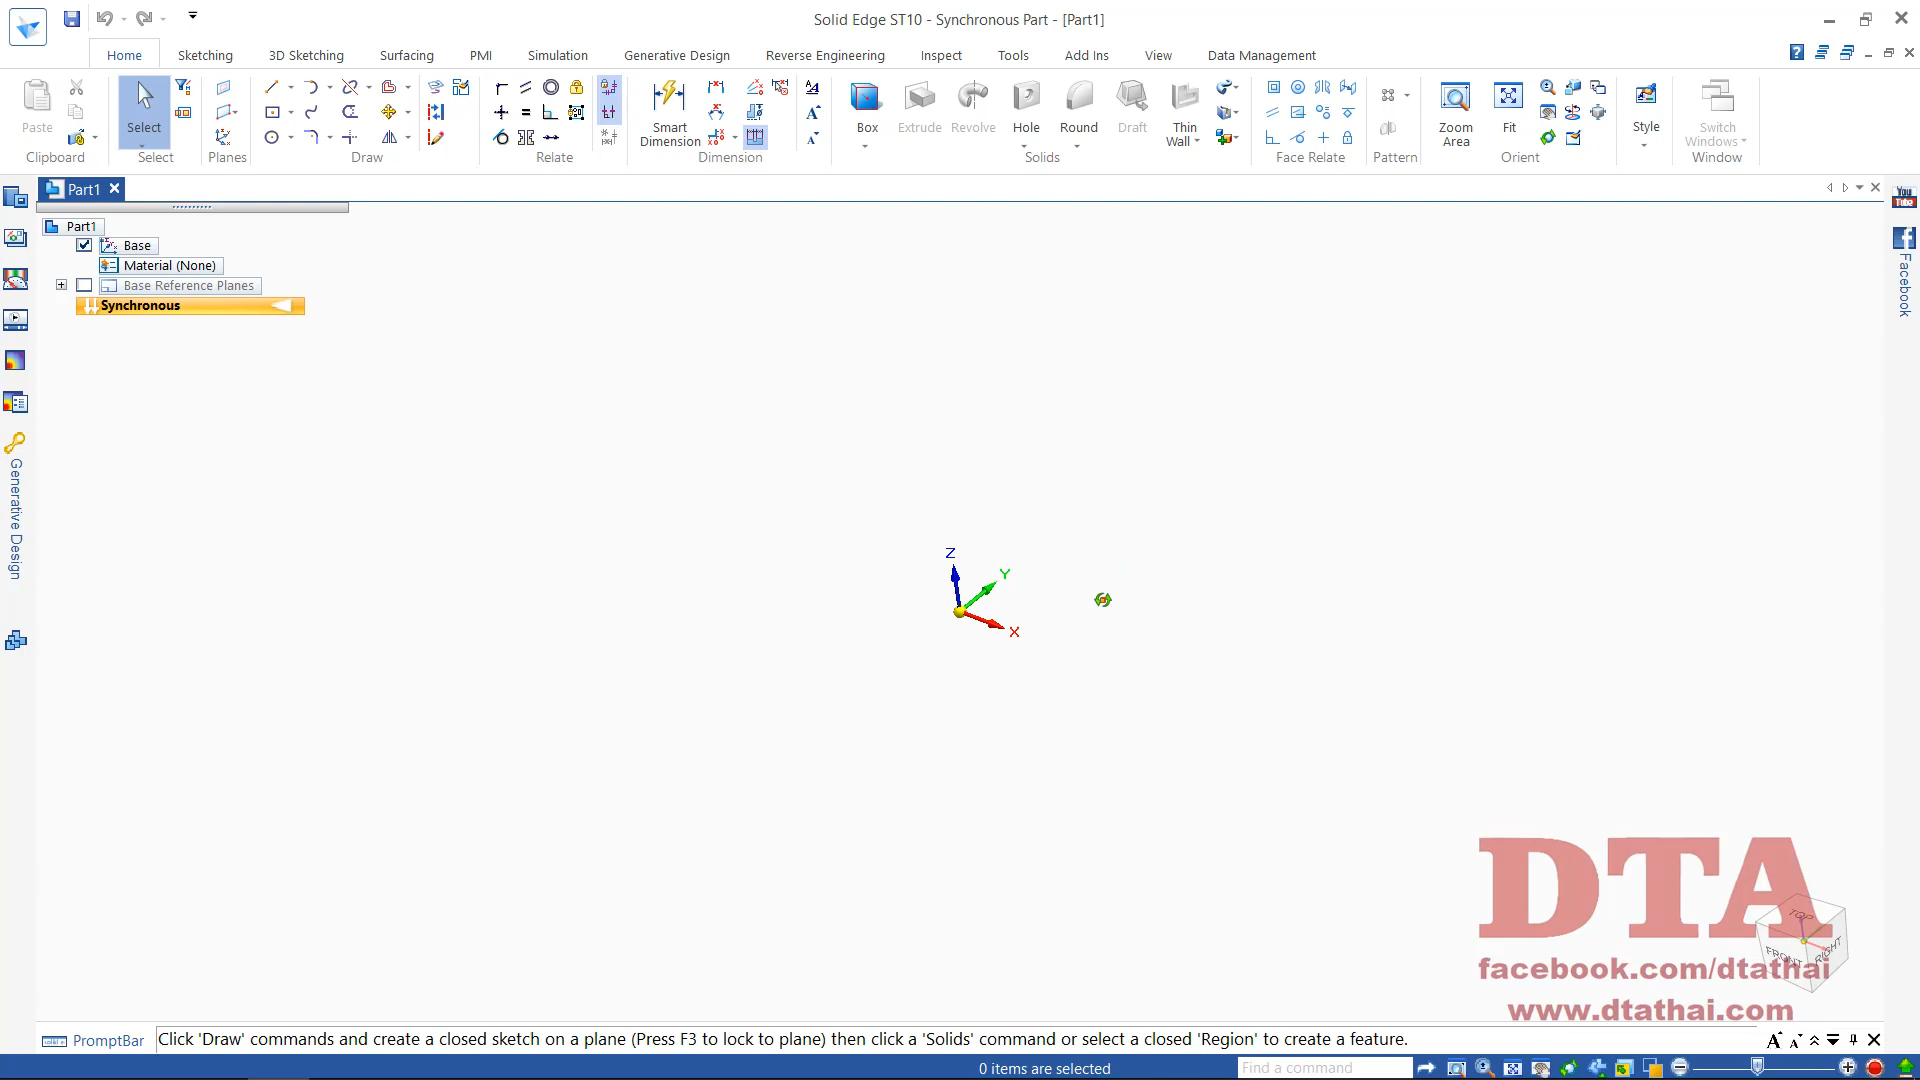 Solid Edge ST10 - Synchronous Part - [Part1]
Home Sketching 3D Sketching Surfacing PMI Simulation Generative Design Reverse Engineering Inspect Tools Add Ins View Data Management
Paste
Clipboard
Select
Select
Planes
Draw
Relate
Smart
Dimension
Dimension
Box
Extrude
Revolve
Hole
Round
Draft
Thin
Wall
Solids
Face Relate
Pattern
Zoom
Area
Fit
Orient
Style
Switch
Windows
Window
Part1
Part1
Base
Material (None)
Base Reference Planes
Synchronous
Generative Design
You
Tube
Facebook
Z
Y
X
DTA
TOP
FRONT
RIGHT
facebook.com/dtathai
www.dtathai.com
PromptBar
Click 'Draw' commands and create a closed sketch on a plane (Press F3 to lock to plane) then click a 'Solids' command or select a closed 'Region' to create a feature.
0 items are selected
Find a command